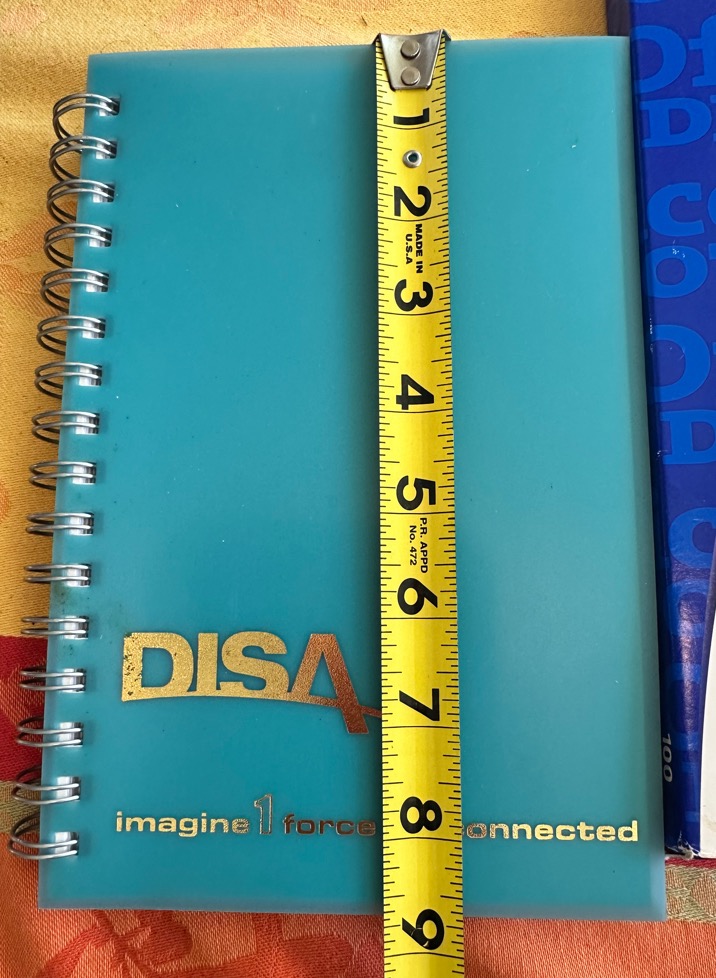 1
2
MADE IN
U.S.A
3
4
5
P.R. APPD
No. 472
6
7
8
9
DISA
imagine 1 force onnected
100